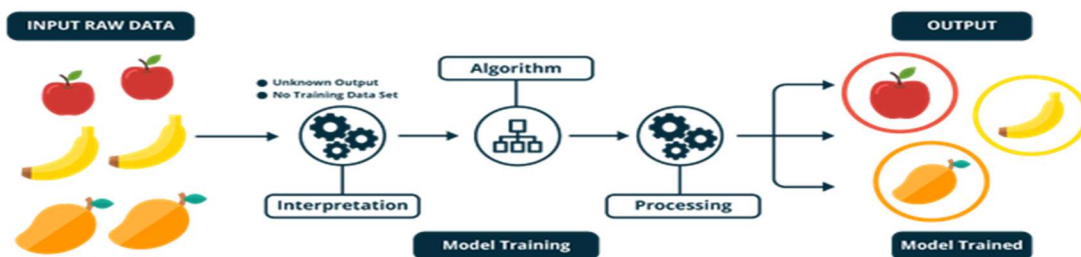 INPUT RAW DATA
OUTPUT
Algorithm
Unknown Output
No Training Data Set
Interpretation
Processing
Model Training
Model Trained